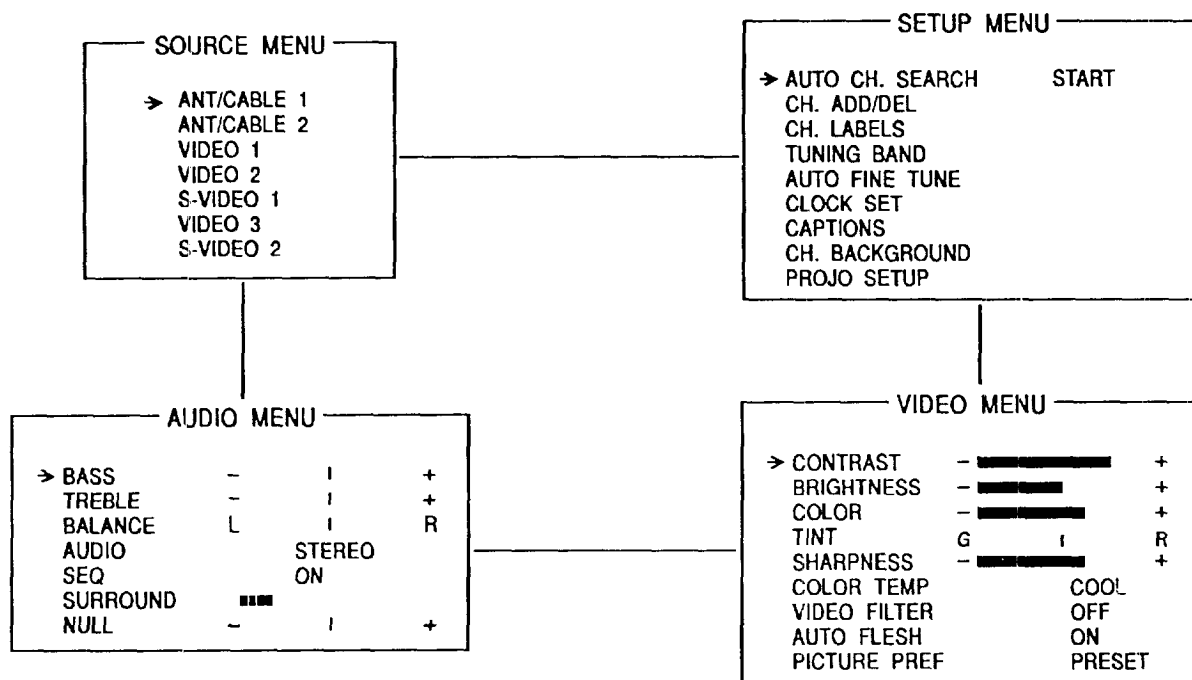 SOURCE MENU
→ ANT/CABLE 1
ANT/CABLE 2
VIDEO 1
VIDEO 2
S-VIDEO 1
VIDEO 3
S-VIDEO 2
SETUP MENU
→ AUTO CH. SEARCH START
CH. ADD/DEL
CH. LABELS
TUNING BAND
AUTO FINE TUNE
CLOCK SET
CAPTIONS
CH. BACKGROUND
PROJO SETUP
AUDIO MENU
→ BASS - I +
TREBLE - I +
BALANCE L I R
AUDIO STEREO
SEQ ON
SURROUND
NULL - I +
VIDEO MENU
→ CONTRAST - +
BRIGHTNESS - +
COLOR - +
TINT G I R
SHARPNESS - +
COLOR TEMP COOL
VIDEO FILTER OFF
AUTO FLESH ON
PICTURE PREF PRESET